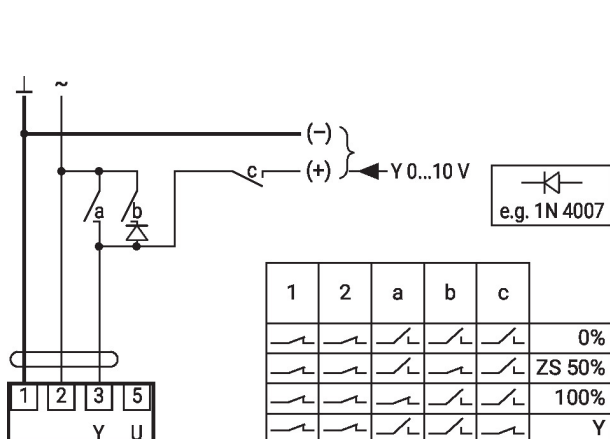 ⊥ ~
(–)
c (+) Y 0...10 V
a b
e.g. 1N 4007
1 2 a b c
0%
ZS 50%
100%
Y
1 2 3 5
Y U